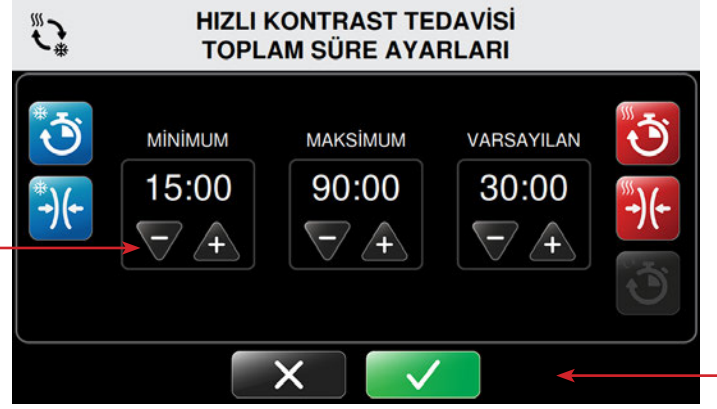 HIZLI KONTRAST TEDAVİSİ
TOPLAM SÜRE AYARLARI
MİNİMUM MAKSİMUM VARSAYILAN
15:00 90:00 30:00
− + − + − +